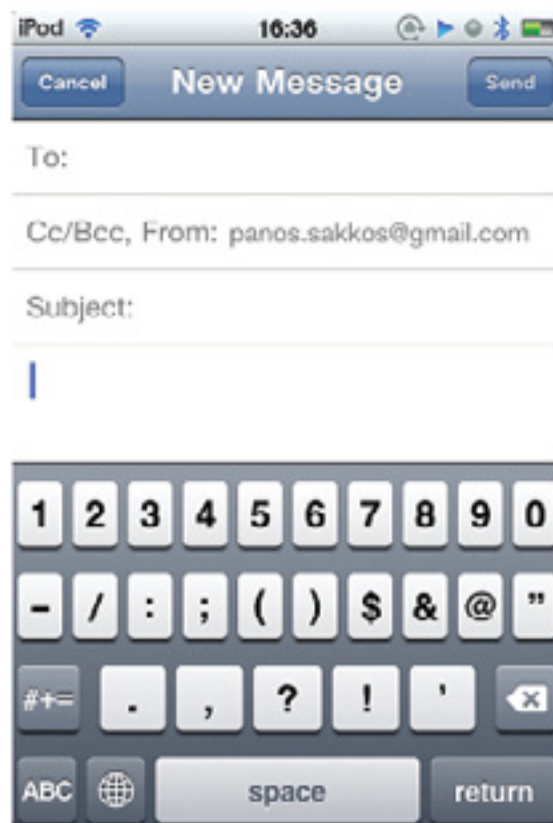 iPod 16:36
Cancel New Message Send
To:
Cc/Bcc, From: panos.sakkos@gmail.com
Subject:
1 2 3 4 5 6 7 8 9 0
- / : ; ( ) $ & @ "
#+= . , ? ! '
ABC space return